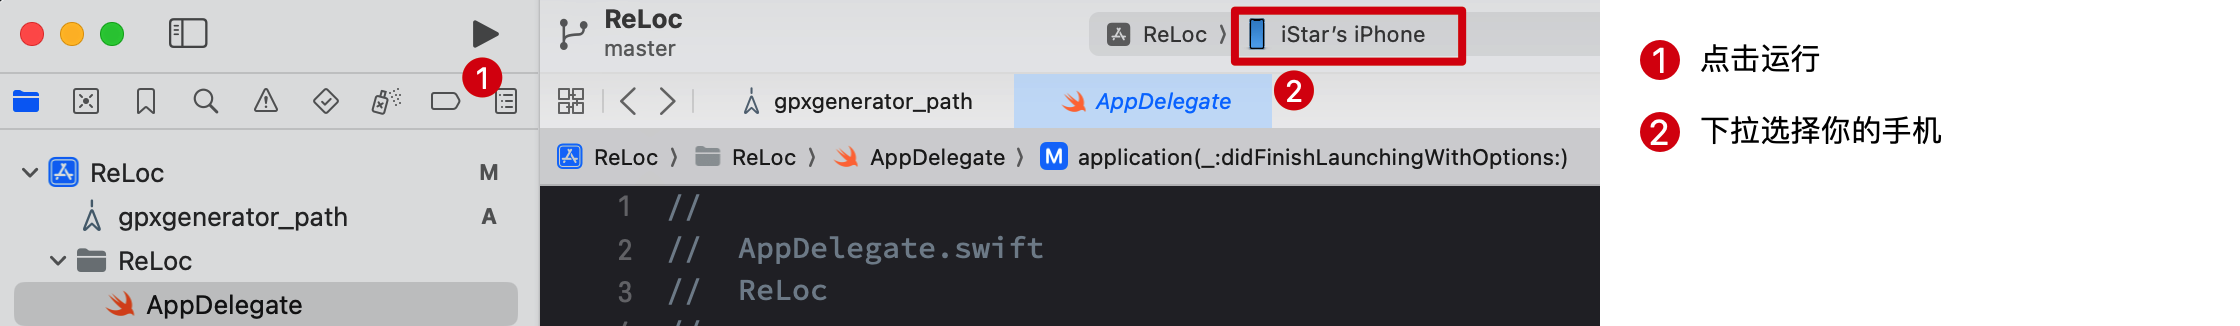 ReLoc
master
ReLoc 〉 iStar’s iPhone
1
2
gpxgenerator_path
AppDelegate
ReLoc 〉 ReLoc 〉 AppDelegate 〉 M application(_:didFinishLaunchingWithOptions:)
ReLoc M
gpxgenerator_path A
ReLoc
AppDelegate
1 //
2 // AppDelegate.swift
3 // ReLoc
//
1 点击运行
2 下拉选择你的手机